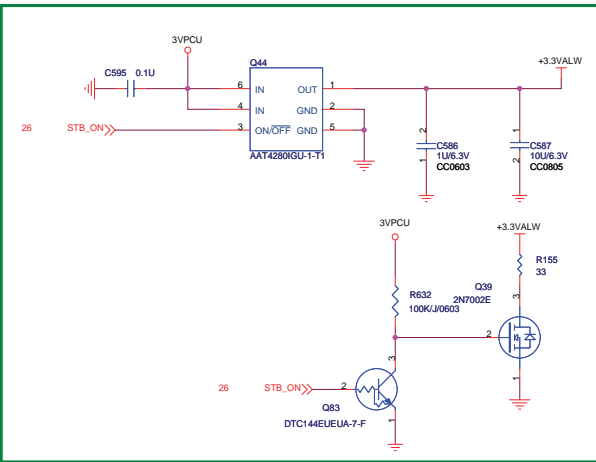 3VPCU
C595 0.1U
Q44
+3.3VALW
6 IN OUT 1
4 IN GND 2
26 STB_ON 3 ON/OFF GND 5
AAT4280IGU-1-T1
2
1
C586
1U/6.3V
CC0603
1
2
C587
10U/6.3V
CC0805
3VPCU
+3.3VALW
R155
33
R632
100K/J/0603
Q39
2N7002E
3
2
1
3
26 STB_ON 2
1
Q83
DTC144EUEUA-7-F